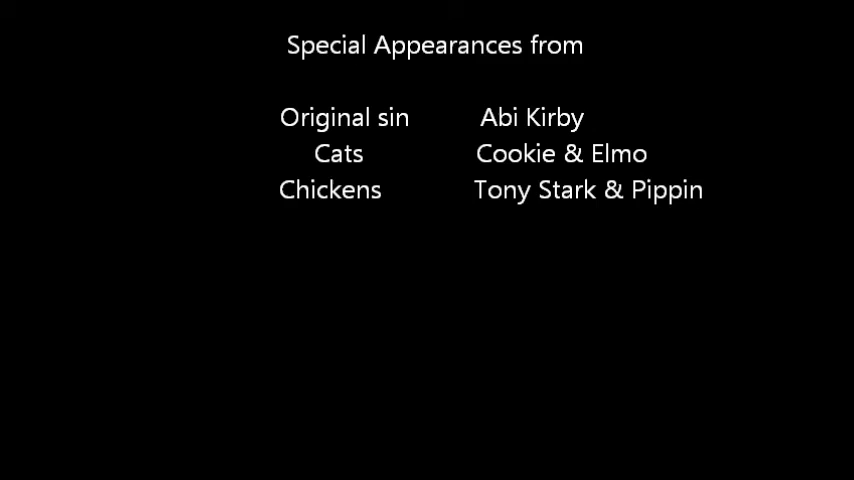 Special Appearances from
Original sin Abi Kirby
Cats Cookie & Elmo
Chickens Tony Stark & Pippin